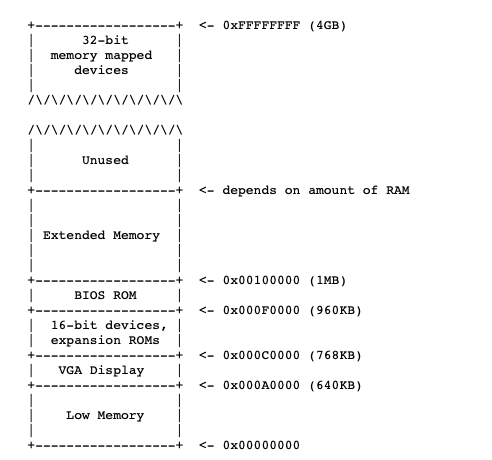 +------------------+  <- 0xFFFFFFFF (4GB)
|      32-bit      |
|  memory mapped   |
|     devices      |
|                  |
/\/\/\/\/\/\/\/\/\/\

/\/\/\/\/\/\/\/\/\/\
|                  |
|      Unused      |
|                  |
+------------------+  <- depends on amount of RAM
|                  |
|                  |
| Extended Memory  |
|                  |
|                  |
+------------------+  <- 0x00100000 (1MB)
|     BIOS ROM     |
+------------------+  <- 0x000F0000 (960KB)
|  16-bit devices, |
|  expansion ROMs  |
+------------------+  <- 0x000C0000 (768KB)
|   VGA Display    |
+------------------+  <- 0x000A0000 (640KB)
|                  |
|    Low Memory    |
|                  |
+------------------+  <- 0x00000000